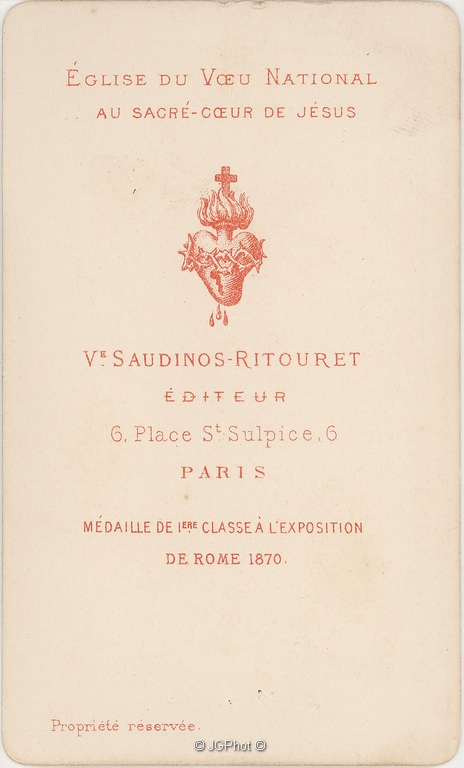 ÉGLISE DU VŒU NATIONAL
AU SACRÉ-CŒUR DE JÉSUS
VE. SAUDINOS-RITOURET
ÉDITEUR
6, Place St. Sulpice, 6
PARIS
MÉDAILLE DE 1ERE CLASSE À L'EXPOSITION
DE ROME 1870.
Propriété réservée.
© JGPhot ©